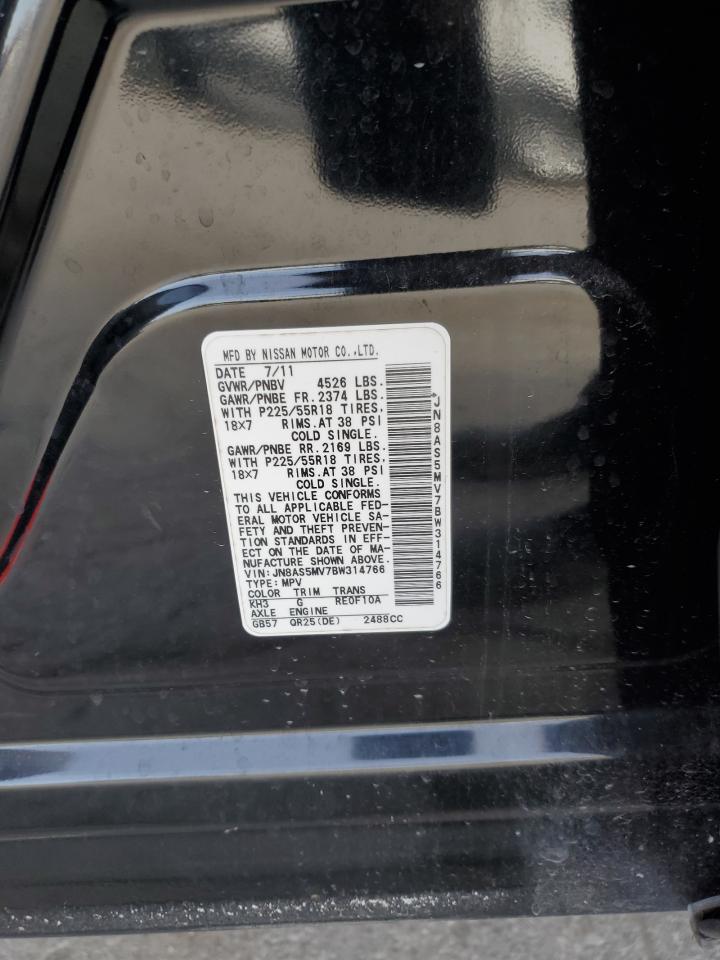 MFD BY NISSAN MOTOR CO.,LTD.
DATE 7/11
GVWR/PNBV 4526 LBS.
GAWR/PNBE FR. 2374 LBS.
WITH P225/55R18 TIRES,
18X7 RIMS.AT 38 PSI
COLD SINGLE.
GAWR/PNBE RR. 2169 LBS.
WITH P225/55R18 TIRES,
18X7 RIMS.AT 38 PSI
COLD SINGLE.
THIS VEHICLE CONFORMS
TO ALL APPLICABLE FED-
ERAL MOTOR VEHICLE SA-
FETY AND THEFT PREVEN-
TION STANDARDS IN EFF-
ECT ON THE DATE OF MA-
NUFACTURE SHOWN ABOVE.
VIN: JN8AS5MV7BW314766
TYPE: MPV
COLOR TRIM TRANS
KH3 G RE0F10A
AXLE ENGINE
GB57 QR25(DE) 2488CC
*JN8AS5MV7BW314766